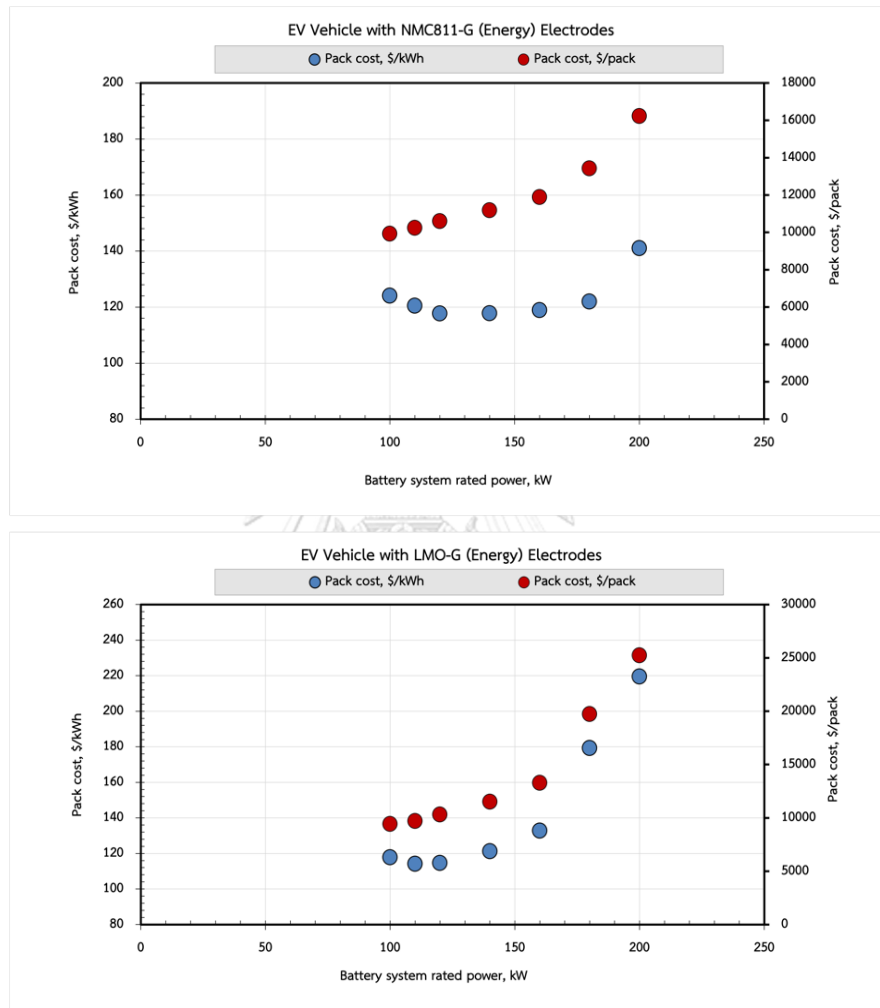 EV Vehicle with NMC811-G (Energy) Electrodes
Pack cost, $/kWh Pack cost, $/pack
200 18000
180 16000
160 14000
140 12000
120 10000
100 8000
80 6000
4000
2000
0
Pack cost, $/kWh
Pack cost, $/pack
0 50 100 150 200 250
Battery system rated power, kW
EV Vehicle with LMO-G (Energy) Electrodes
Pack cost, $/kWh Pack cost, $/pack
260 30000
240 25000
220 20000
200 15000
180 10000
160 5000
140 0
120
100
80
Pack cost, $/kWh
Pack cost, $/pack
0 50 100 150 200 250
Battery system rated power, kW